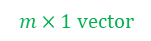 m × 1 vector